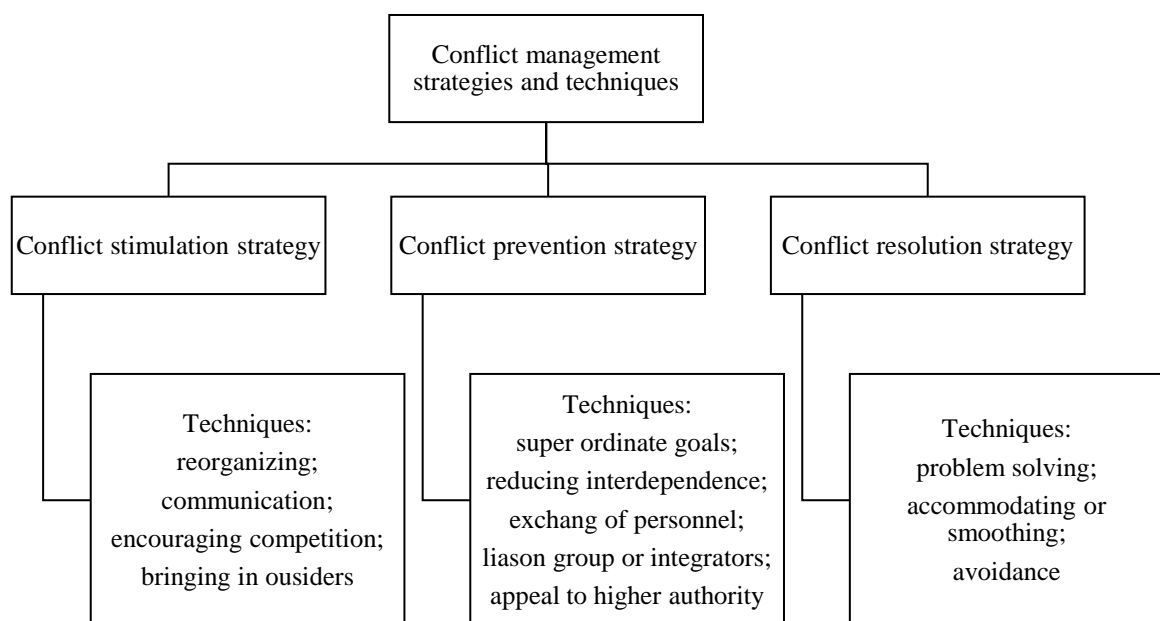 Conflict management
strategies and techniques
Conflict stimulation strategy
Conflict prevention strategy
Conflict resolution strategy
Techniques:
reorganizing;
communication;
encouraging competition;
bringing in ousiders
Techniques:
super ordinate goals;
reducing interdependence;
exchang of personnel;
liason group or integrators;
appeal to higher authority
Techniques:
problem solving;
accommodating or
smoothing;
avoidance